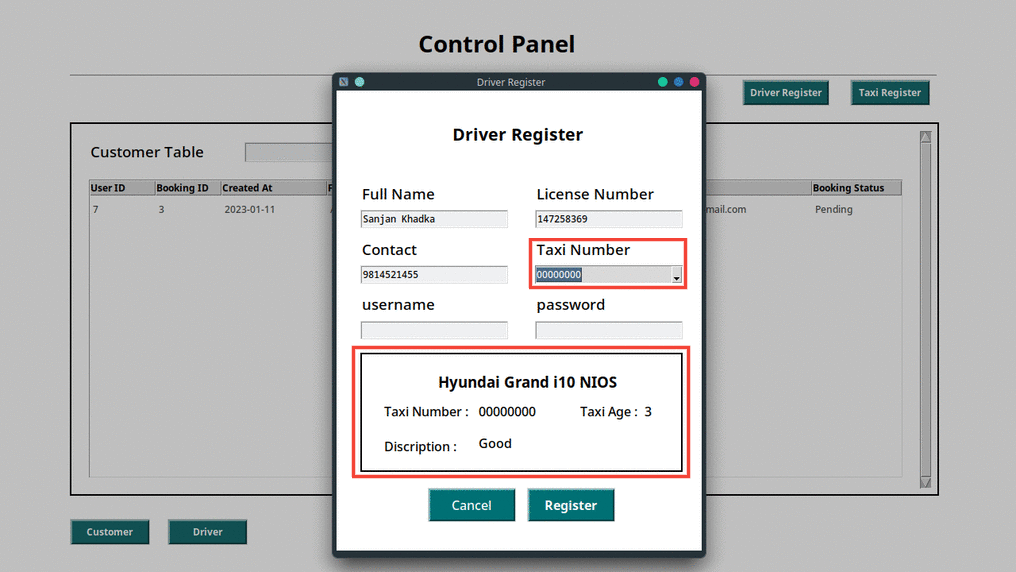 Control Panel
Driver Register
Driver Register
Taxi Register
Driver Register
Customer Table
Full Name
License Number
User ID
Booking ID
Created At
Booking Status
7
3
2023-01-11
mail.com
Pending
Sanjan Khadka
147258369
Contact
Taxi Number
9814521455
00000000
username
password
Hyundai Grand i10 NIOS
Taxi Number : 00000000
Taxi Age : 3
Discription : Good
Cancel
Register
Customer
Driver